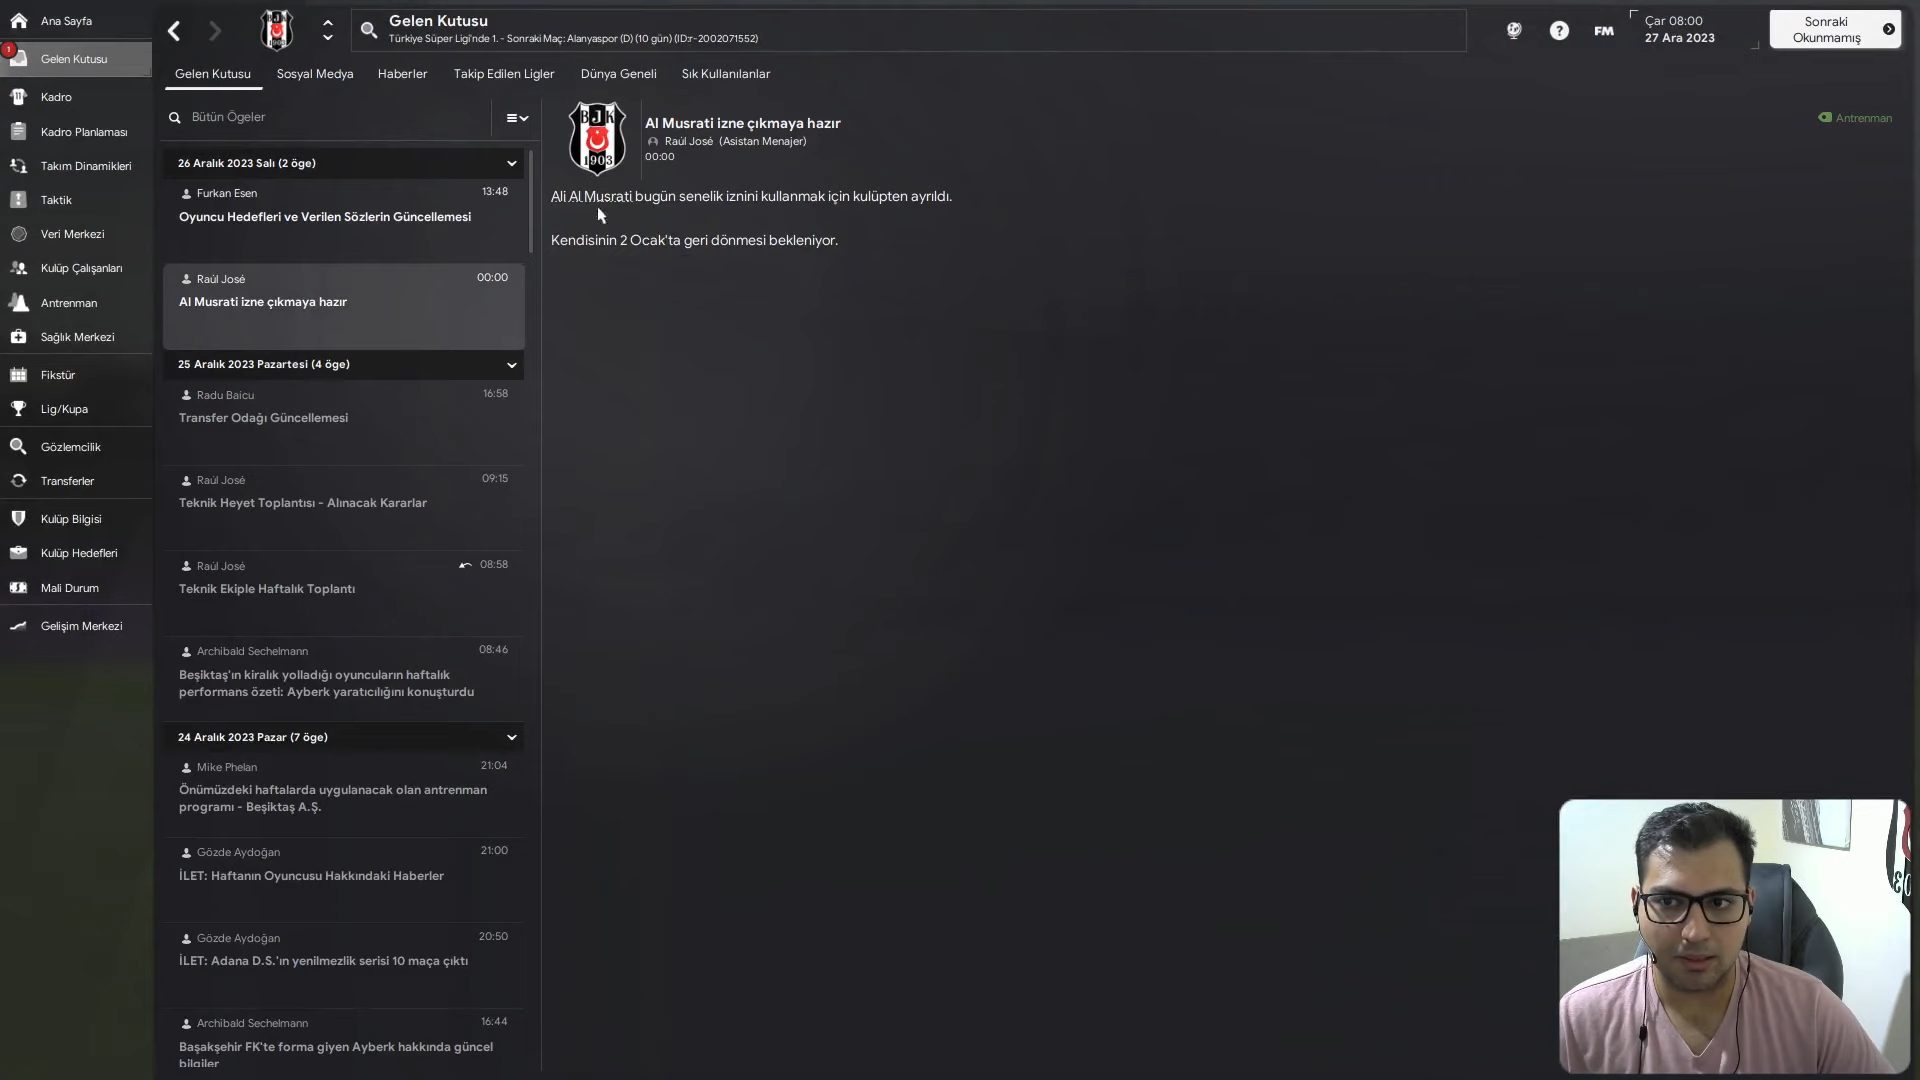 Ana Sayfa
1
Gelen Kutusu
Kadro
Kadro Planlaması
Takım Dinamikleri
Taktik
Veri Merkezi
Kulüp Çalışanları
Antrenman
Sağlık Merkezi
Fikstür
Lig/Kupa
Gözlemcilik
Transferler
Kulüp Bilgisi
Kulüp Hedefleri
Mali Durum
Gelişim Merkezi
Gelen Kutusu
Türkiye Süper Ligi'nde 1. - Sonraki Maç: Alanyaspor (D) (10 gün) (ID:r-2002071552)
FM
Çar 08:00
27 Ara 2023
Sonraki
Okunmamış
Gelen Kutusu
Sosyal Medya
Haberler
Takip Edilen Ligler
Dünya Geneli
Sık Kullanılanlar
Bütün Ögeler
26 Aralık 2023 Salı (2 öge)
Furkan Esen
13:48
Oyuncu Hedefleri ve Verilen Sözlerin Güncellemesi
Raúl José
00:00
Al Musrati izne çıkmaya hazır
25 Aralık 2023 Pazartesi (4 öge)
Radu Baicu
16:58
Transfer Odağı Güncellemesi
Raúl José
09:15
Teknik Heyet Toplantısı - Alınacak Kararlar
Raúl José
08:58
Teknik Ekiple Haftalık Toplantı
Archibald Sechelmann
08:46
Beşiktaş'ın kiralık yolladığı oyuncuların haftalık
performans özeti: Ayberk yaratıcılığını konuşturdu
24 Aralık 2023 Pazar (7 öge)
Mike Phelan
21:04
Önümüzdeki haftalarda uygulanacak olan antrenman
programı - Beşiktaş A.Ş.
Gözde Aydoğan
21:00
İLET: Haftanın Oyuncusu Hakkındaki Haberler
Gözde Aydoğan
20:50
İLET: Adana D.S.'ın yenilmezlik serisi 10 maça çıktı
Archibald Sechelmann
16:44
Başakşehir FK'te forma giyen Ayberk hakkında güncel
bilgiler
BJK
1903
Al Musrati izne çıkmaya hazır
Raúl José (Asistan Menajer)
00:00
Antrenman
Ali Al Musrati bugün senelik iznini kullanmak için kulüpten ayrıldı.
Kendisinin 2 Ocak'ta geri dönmesi bekleniyor.